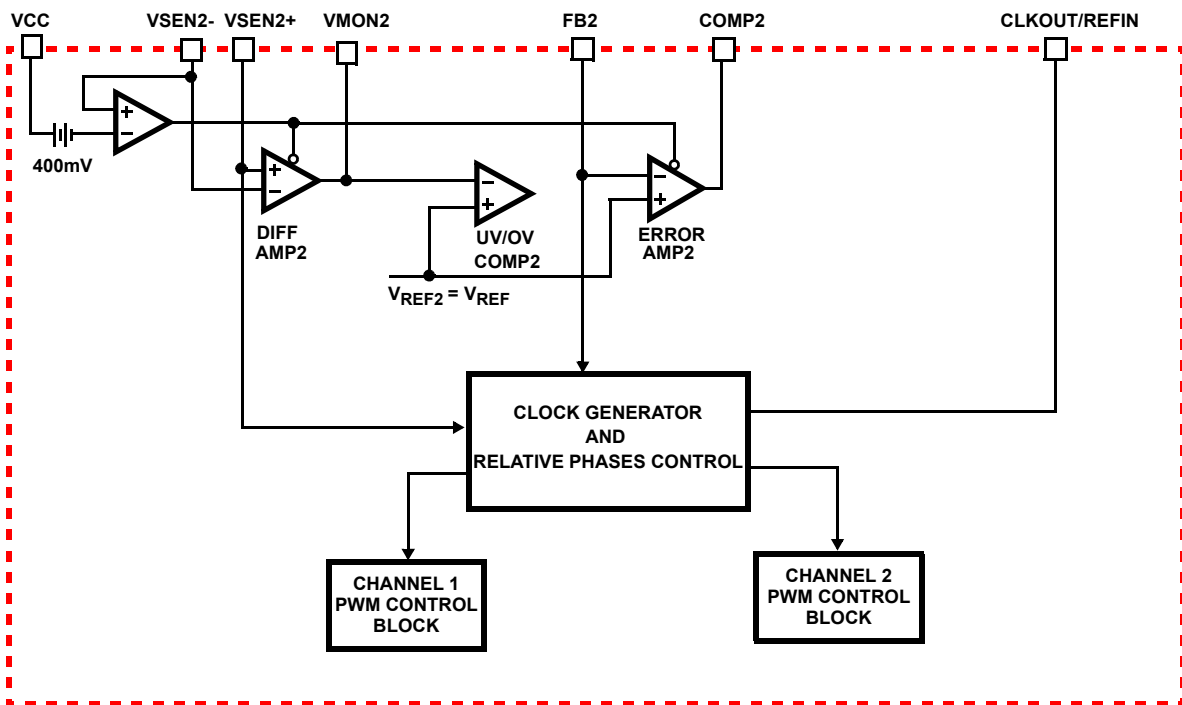 VCC
VSEN2-
VSEN2+
VMON2
FB2
COMP2
CLKOUT/REFIN
+
−
400mV
+
−
DIFF
AMP2
−
+
UV/OV
COMP2
−
+
ERROR
AMP2
VREF2 = VREF
CLOCK GENERATOR
AND
RELATIVE PHASES CONTROL
CHANNEL 1
PWM CONTROL
BLOCK
CHANNEL 2
PWM CONTROL
BLOCK